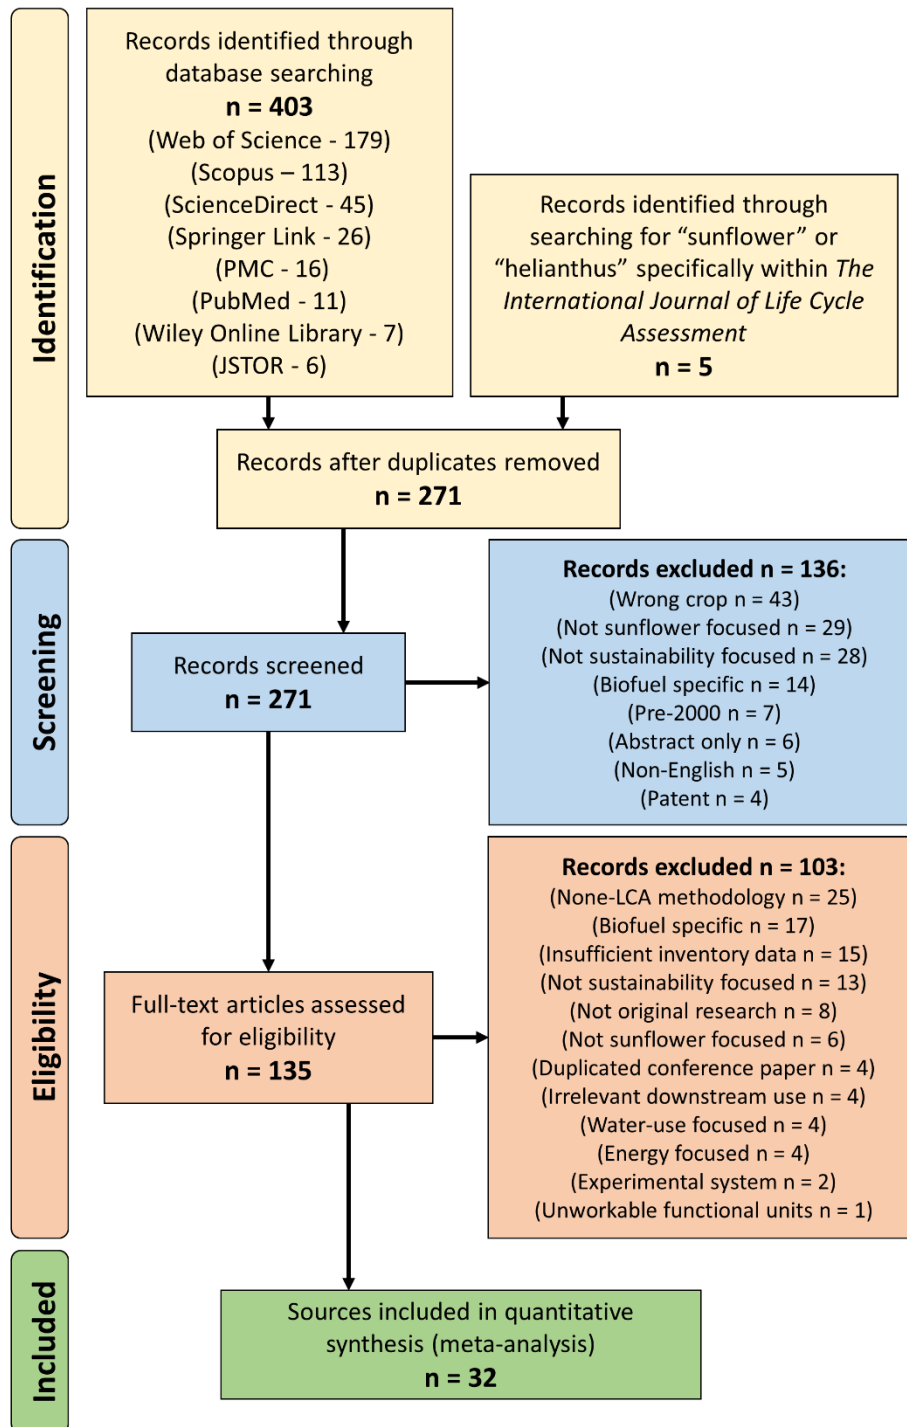 Identification
Records identified through
database searching
n = 403
(Web of Science - 179)
(Scopus – 113)
(ScienceDirect - 45)
(Springer Link - 26)
(PMC - 16)
(PubMed - 11)
(Wiley Online Library - 7)
(JSTOR - 6)
Records identified through
searching for “sunflower” or
“helianthus” specifically within The
International Journal of Life Cycle
Assessment
n = 5
Records after duplicates removed
n = 271
Screening
Records screened
n = 271
Records excluded n = 136:
(Wrong crop n = 43)
(Not sunflower focused n = 29)
(Not sustainability focused n = 28)
(Biofuel specific n = 14)
(Pre-2000 n = 7)
(Abstract only n = 6)
(Non-English n = 5)
(Patent n = 4)
Eligibility
Full-text articles assessed
for eligibility
n = 135
Records excluded n = 103:
(None-LCA methodology n = 25)
(Biofuel specific n = 17)
(Insufficient inventory data n = 15)
(Not sustainability focused n = 13)
(Not original research n = 8)
(Not sunflower focused n = 6)
(Duplicated conference paper n = 4)
(Irrelevant downstream use n = 4)
(Water-use focused n = 4)
(Energy focused n = 4)
(Experimental system n = 2)
(Unworkable functional units n = 1)
Included
Sources included in quantitative
synthesis (meta-analysis)
n = 32